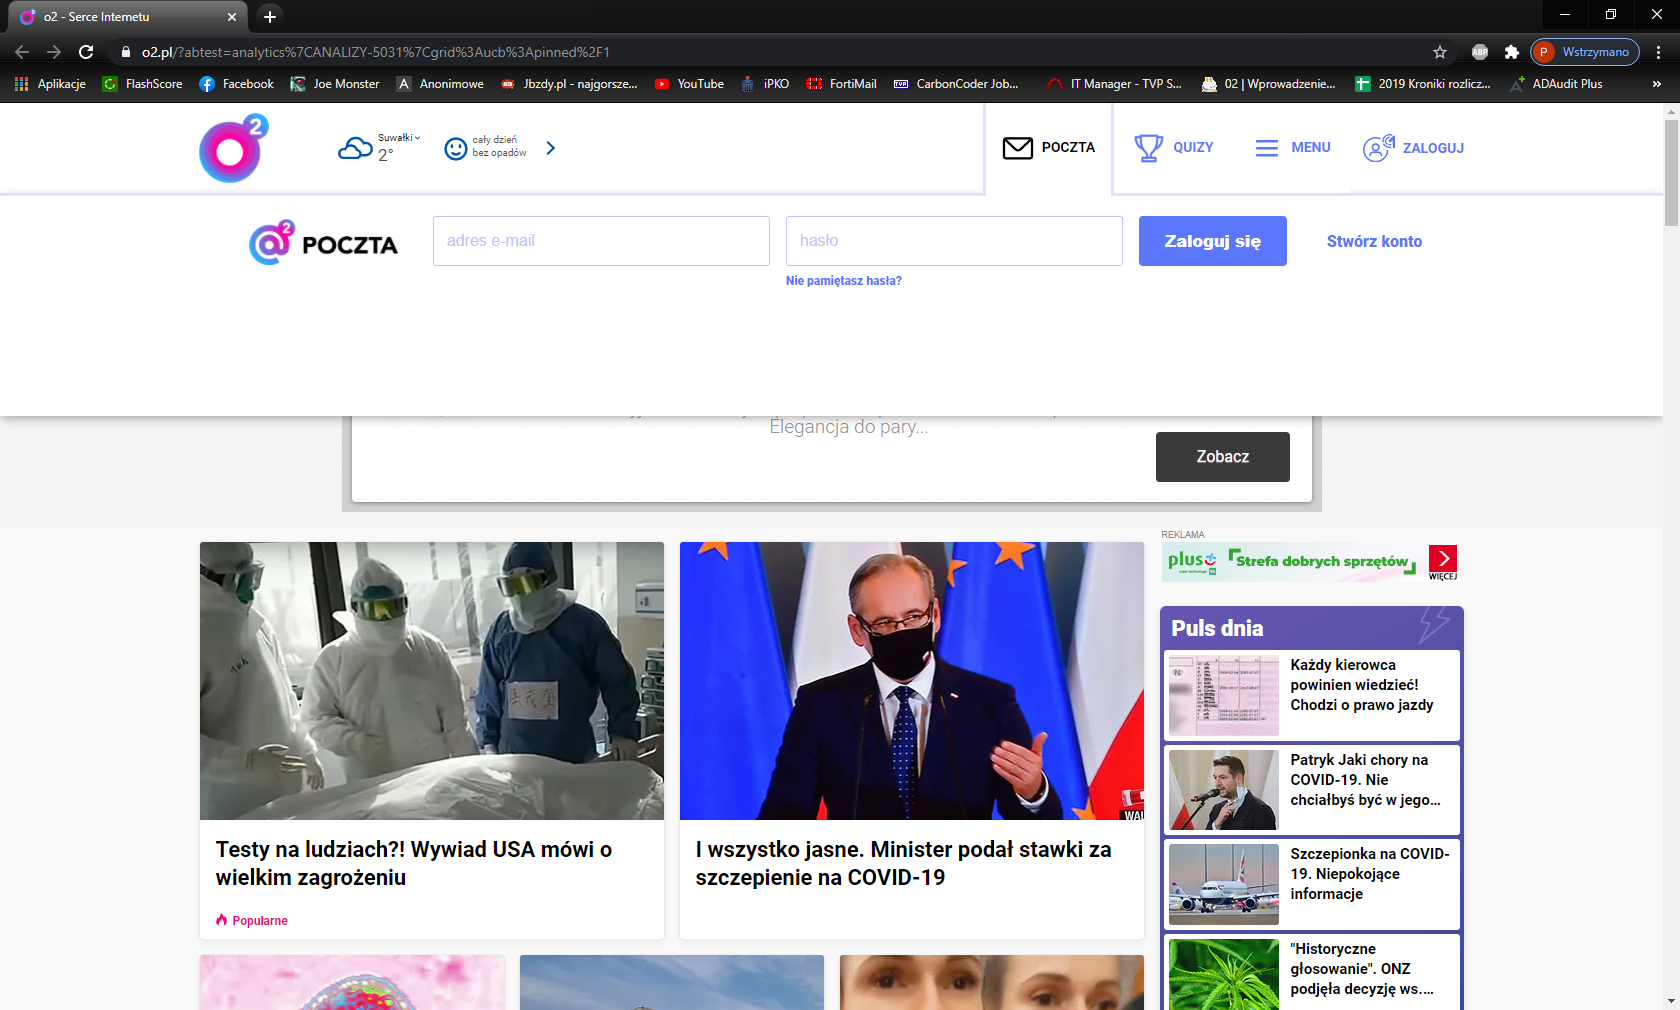 o2 - Serce Internetu
o2.pl/?abtest=analytics%7CANALIZY-5031%7Cgrid%3Aucb%3Apinned%2F1
ABP
P Wstrzymano
Aplikacje FlashScore Facebook Joe Monster A Anonimowe Jbzdy.pl - najgorsze... YouTube iPKO FortiMail CarbonCoder Job... IT Manager - TVP S... 02 | Wprowadzenie... 2019 Kroniki rozlicz... ADAudit Plus »
2
Suwałki
2°
cały dzień
bez opadów
POCZTA
QUIZY
MENU
ZALOGUJ
@2 POCZTA
adres e-mail
hasło
Zaloguj się
Stwórz konto
Nie pamiętasz hasła?
Elegancja do pary...
Zobacz
REKLAMA
plus
Strefa dobrych sprzętów
WIĘCEJ
Testy na ludziach?! Wywiad USA mówi o
wielkim zagrożeniu
Popularne
I wszystko jasne. Minister podał stawki za
szczepienie na COVID-19
Puls dnia
Każdy kierowca
powinien wiedzieć!
Chodzi o prawo jazdy
Patryk Jaki chory na
COVID-19. Nie
chciałbyś być w jego...
Szczepionka na COVID-
19. Niepokojące
informacje
"Historyczne
głosowanie". ONZ
podjęła decyzję ws....